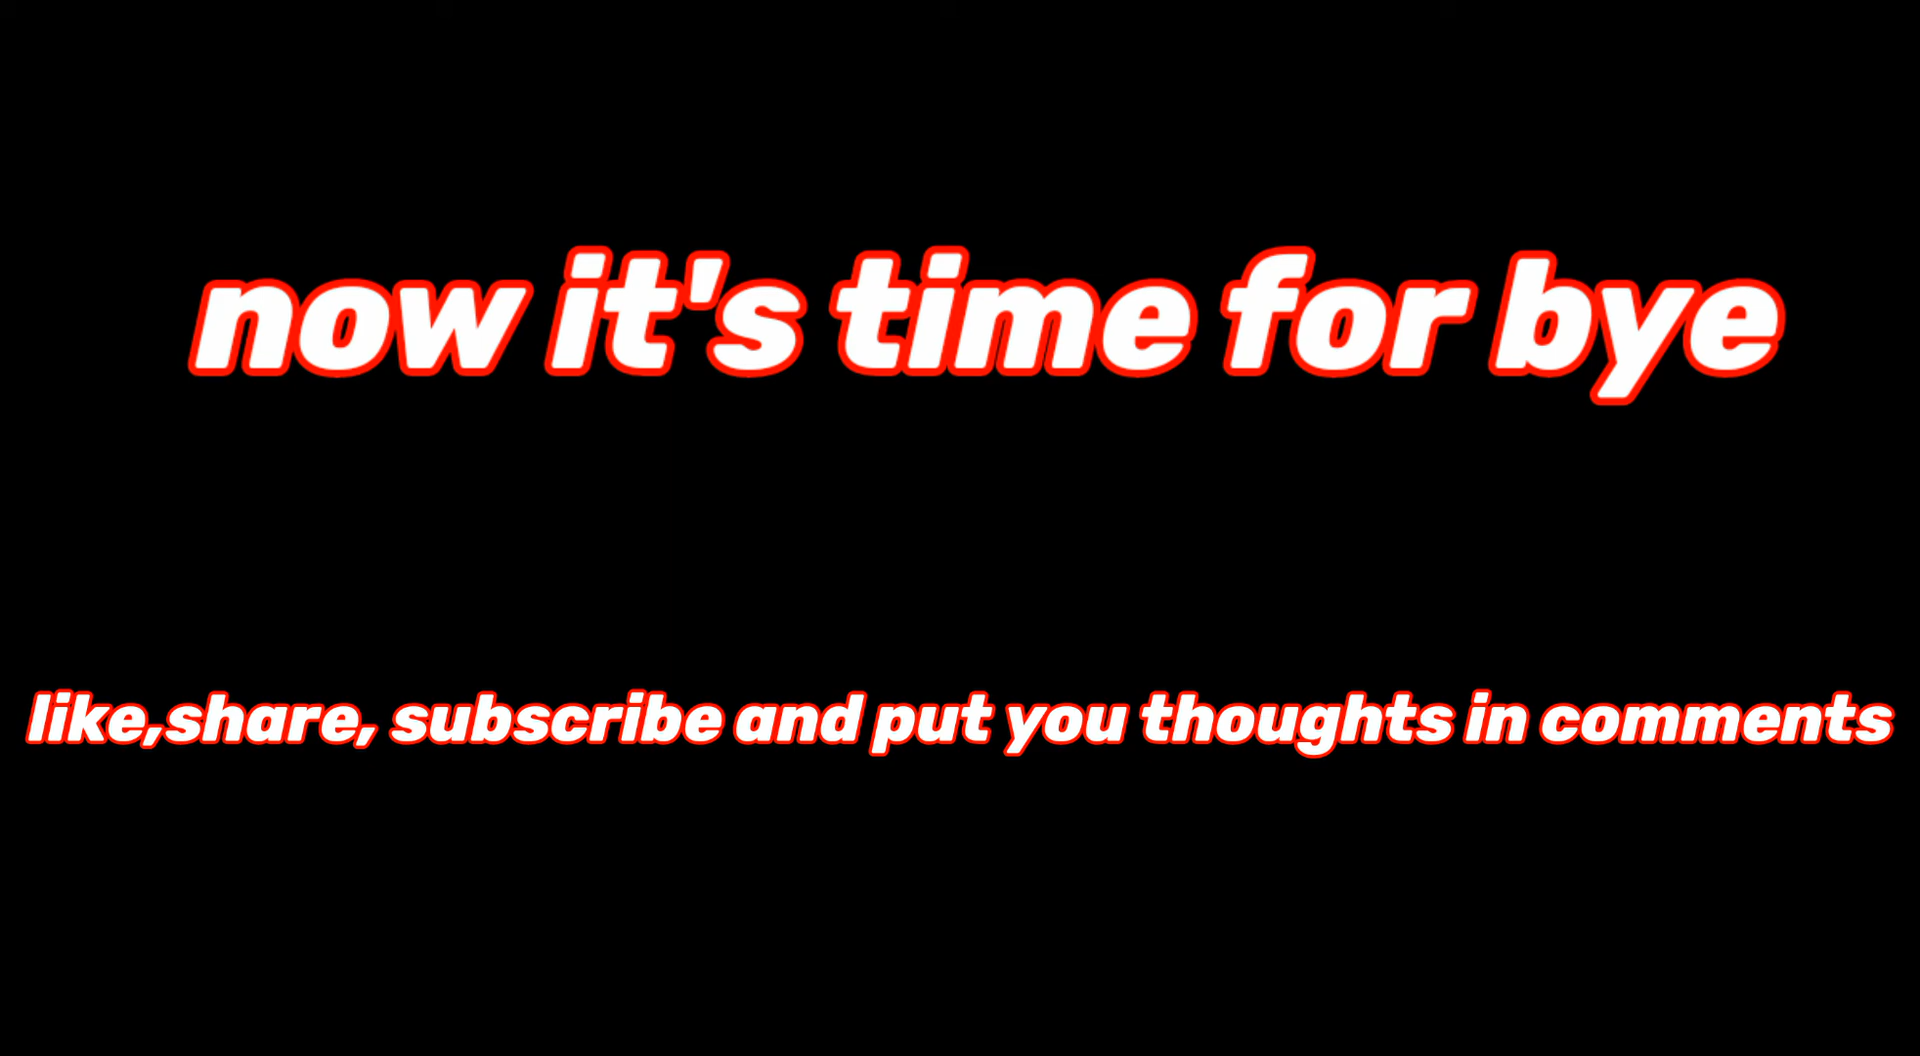 now it's time for bye
like,share, subscribe and put you thoughts in comments